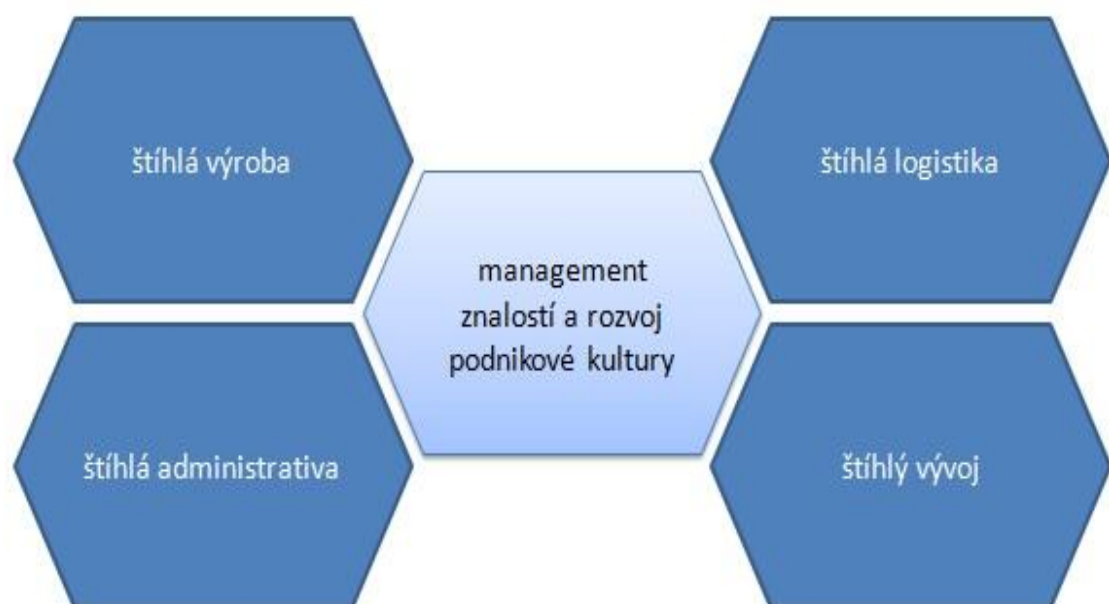 štíhlá výroba
štíhlá logistika
management
znalostí a rozvoj
podnikové kultury
štíhlá administrativa
štíhlý vývoj